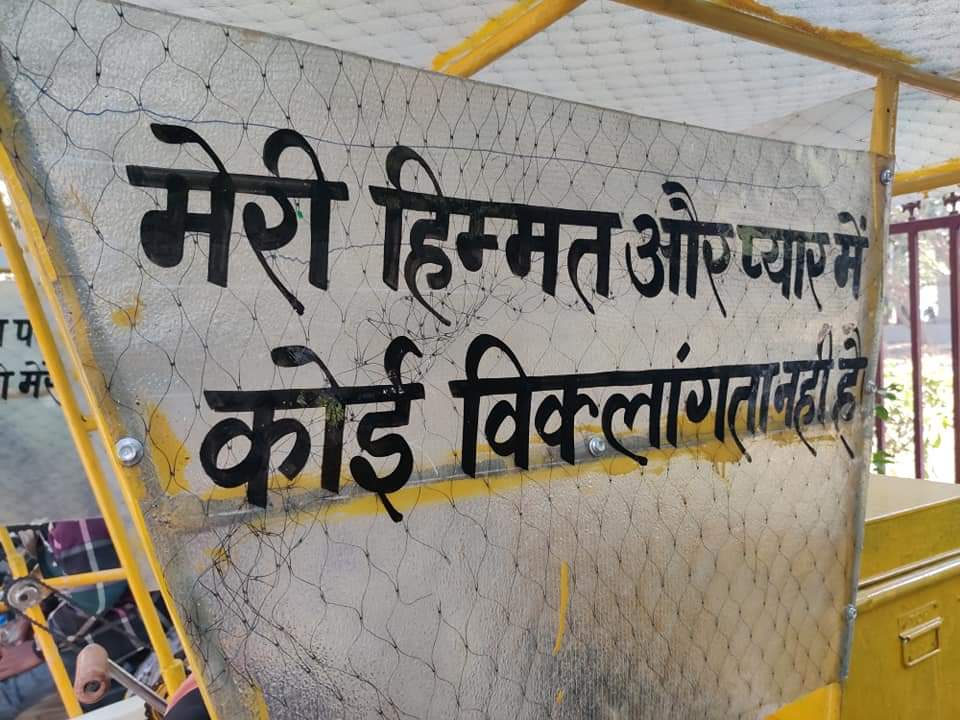 मेरी हिम्मत और प्यार में
कोई विकलांगता नहीं है